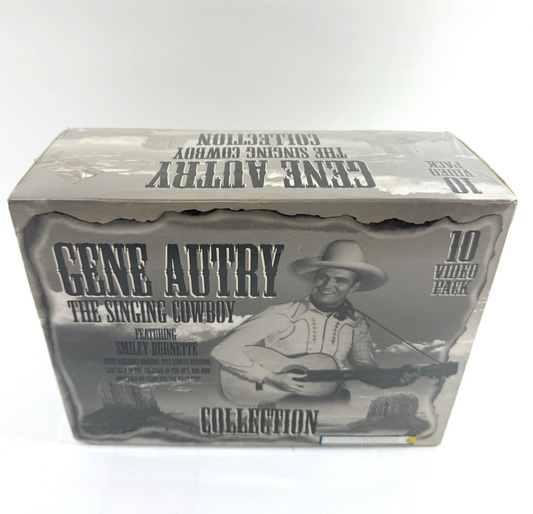 GENE AUTRY
THE SINGING COWBOY
COLLECTION
10
VIDEO
PACK
GENE AUTRY
THE SINGING COWBOY
FEATURING
SMILEY BURNETTE
10
VIDEO
PACK
COLLECTION